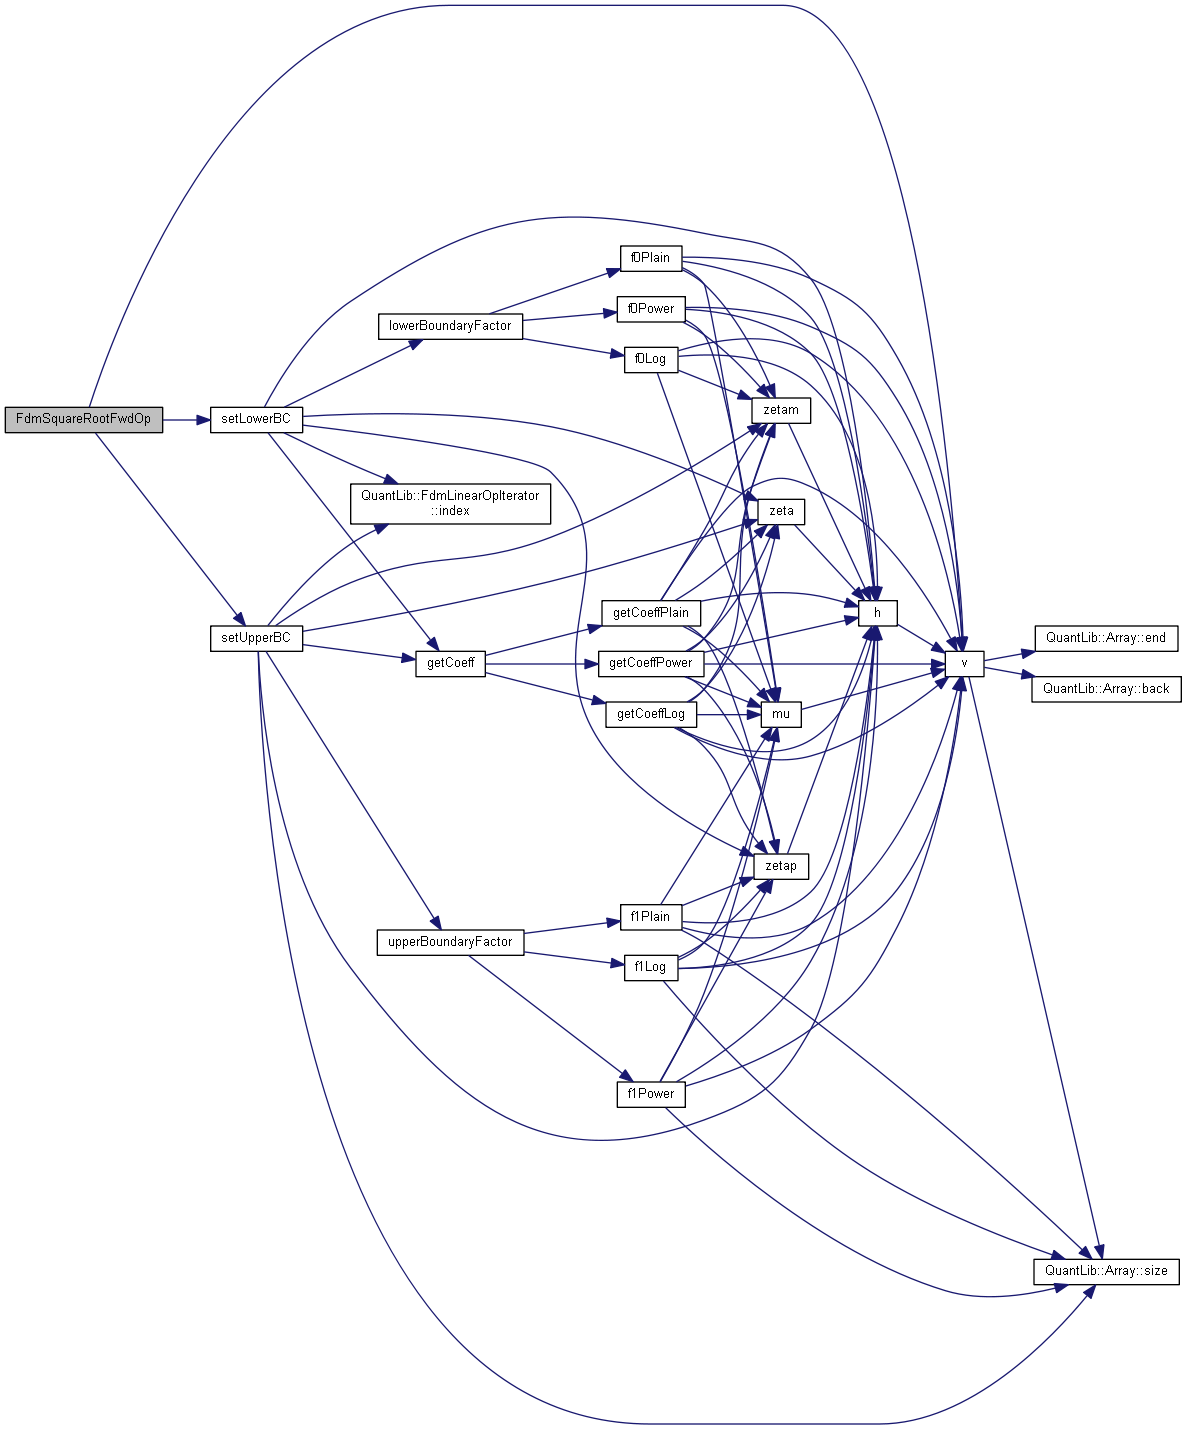 f0Plain
f0Power
lowerBoundaryFactor
f0Log
zetam
FdmSquareRootFwdOp
setLowerBC
QuantLib::FdmLinearOpIterator
::index
zeta
getCoeffPlain
h
setUpperBC
QuantLib::Array::end
getCoeff
getCoeffPower
v
QuantLib::Array::back
getCoeffLog
mu
zetap
f1Plain
upperBoundaryFactor
f1Log
f1Power
QuantLib::Array::size